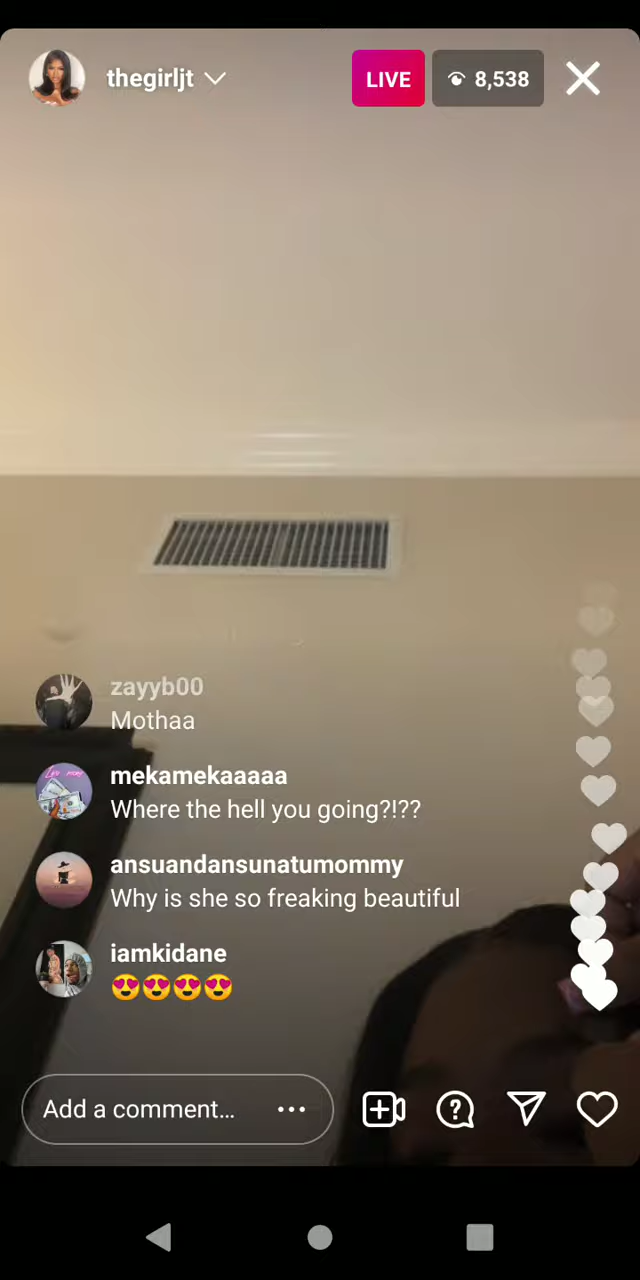 thegirljt
LIVE
8,538
zayyb00
Mothaa
mekamekaaaaa
Where the hell you going?!??
ansuandansunatumommy
Why is she so freaking beautiful
iamkidane
😍😍😍😍
Add a comment...